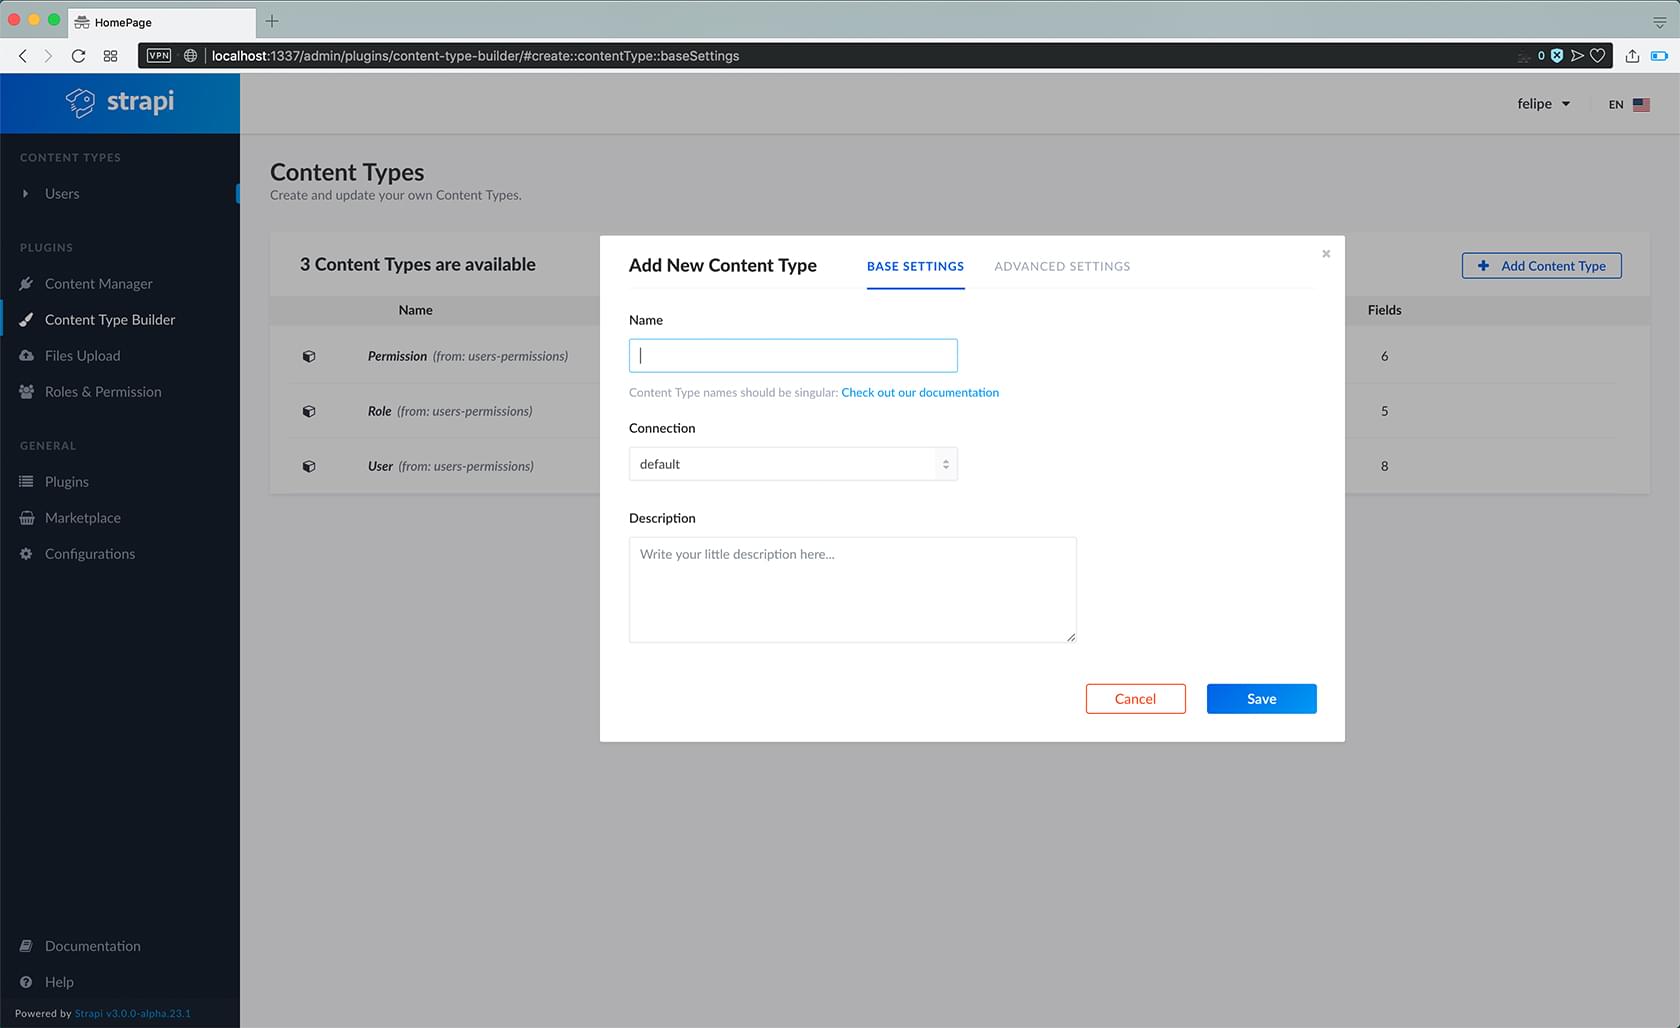 HomePage
VPN localhost:1337/admin/plugins/content-type-builder/#create::contentType::baseSettings 0
strapi
felipe EN
CONTENT TYPES
Users
PLUGINS
Content Manager
Content Type Builder
Files Upload
Roles & Permission
GENERAL
Plugins
Marketplace
Configurations
Documentation
Help
Powered by Strapi v3.0.0-alpha.23.1
Content Types
Create and update your own Content Types.
3 Content Types are available
Add Content Type
Name Fields
Permission (from: users-permissions) 6
Role (from: users-permissions) 5
User (from: users-permissions) 8
Add New Content Type BASE SETTINGS ADVANCED SETTINGS
Name
Content Type names should be singular: Check out our documentation
Connection
default
Description
Write your little description here...
Cancel Save